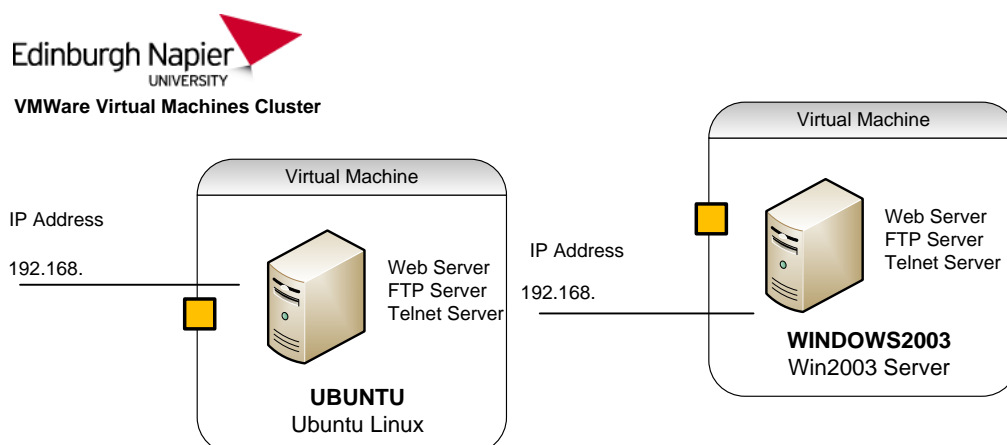 Edinburgh Napier
UNIVERSITY
VMWare Virtual Machines Cluster
Virtual Machine
IP Address
192.168.
Web Server
FTP Server
Telnet Server
UBUNTU
Ubuntu Linux
Virtual Machine
IP Address
192.168.
Web Server
FTP Server
Telnet Server
WINDOWS2003
Win2003 Server